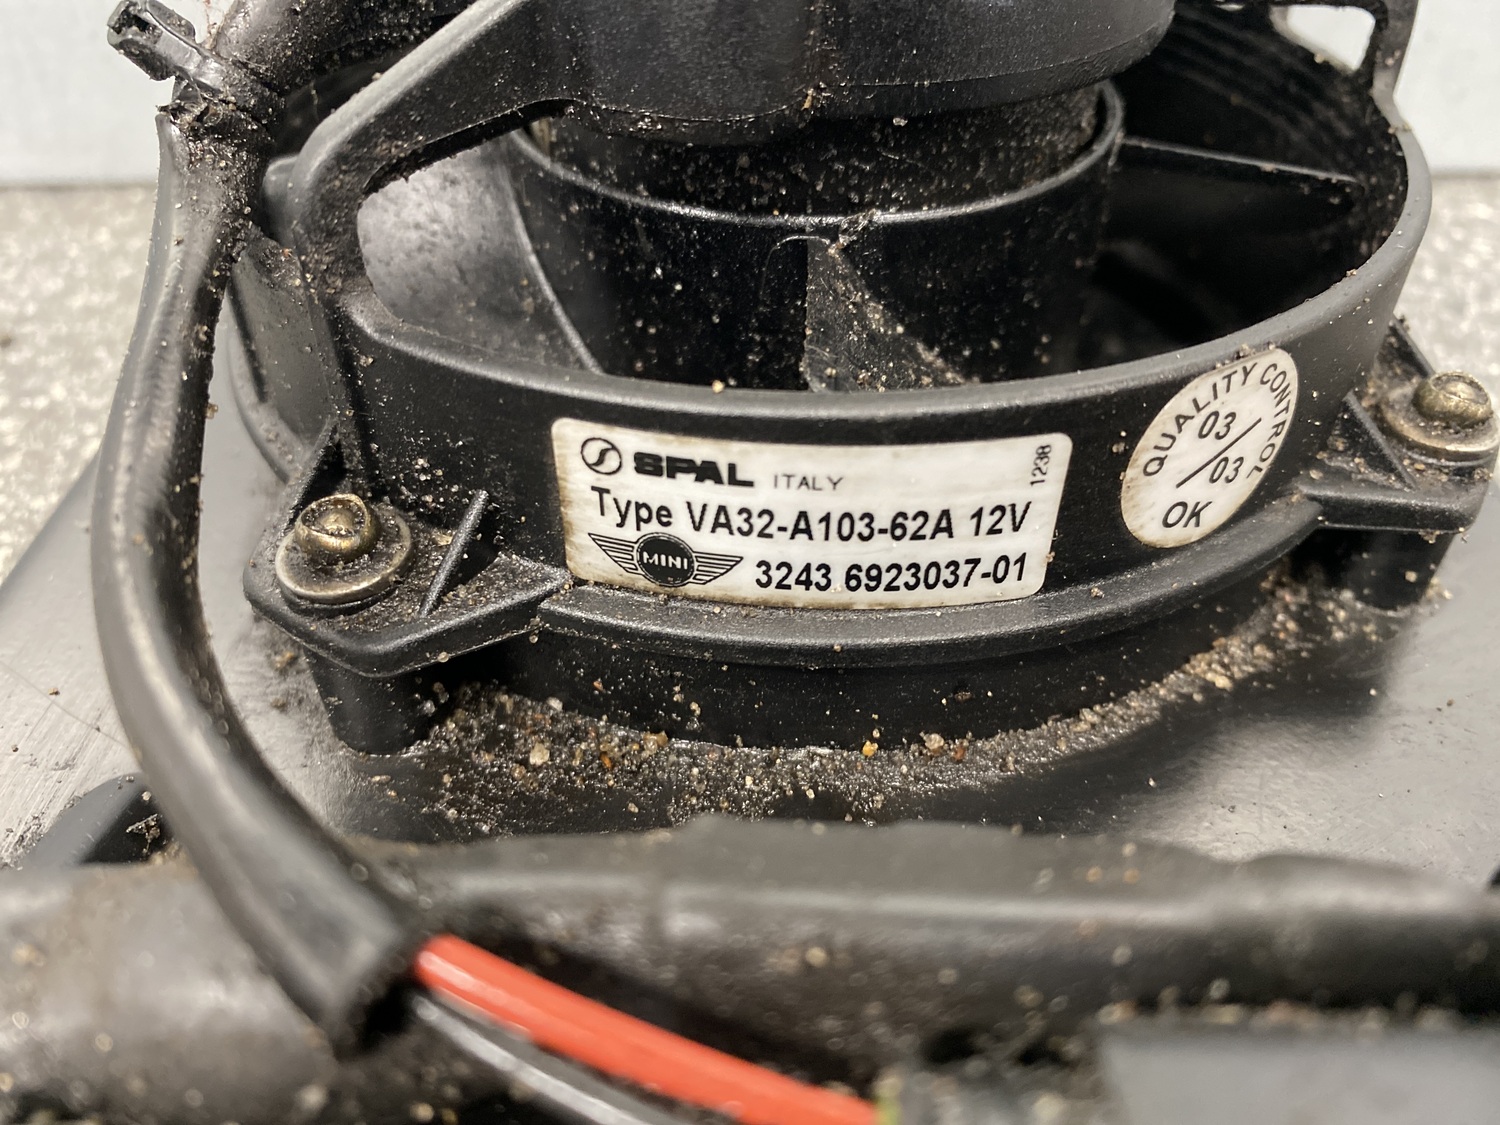 SPAL ITALY
1238
Type VA32-A103-62A 12V
MINI
3243 6923037-01
QUALITY CONTROL
03/03
OK